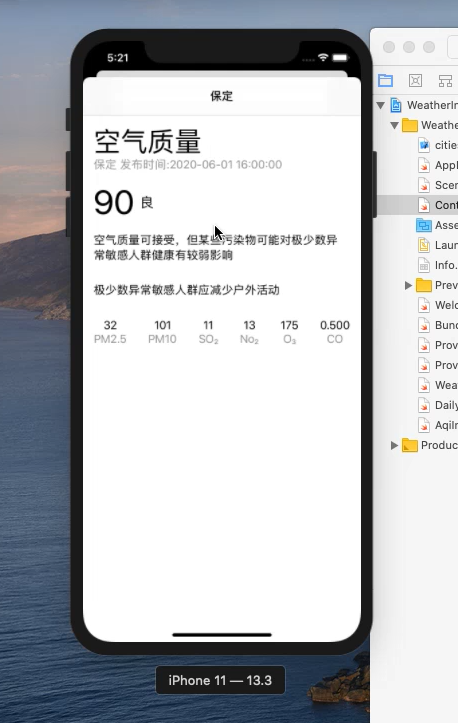 5:21
保定
空气质量
保定 发布时间:2020-06-01 16:00:00
90 良
空气质量可接受，但某些污染物可能对极少数异
常敏感人群健康有较弱影响
极少数异常敏感人群应减少户外活动
32 101 11 13 175 0.500
PM2.5 PM10 SO₂ No₂ O₃ CO
iPhone 11 — 13.3
WeatherIn
Weathe
citie
Appl
Scen
Cont
Asse
Laun
Info.
Prev
Welc
Bund
Prov
Prov
Wea
Daily
AqiIn
Produc